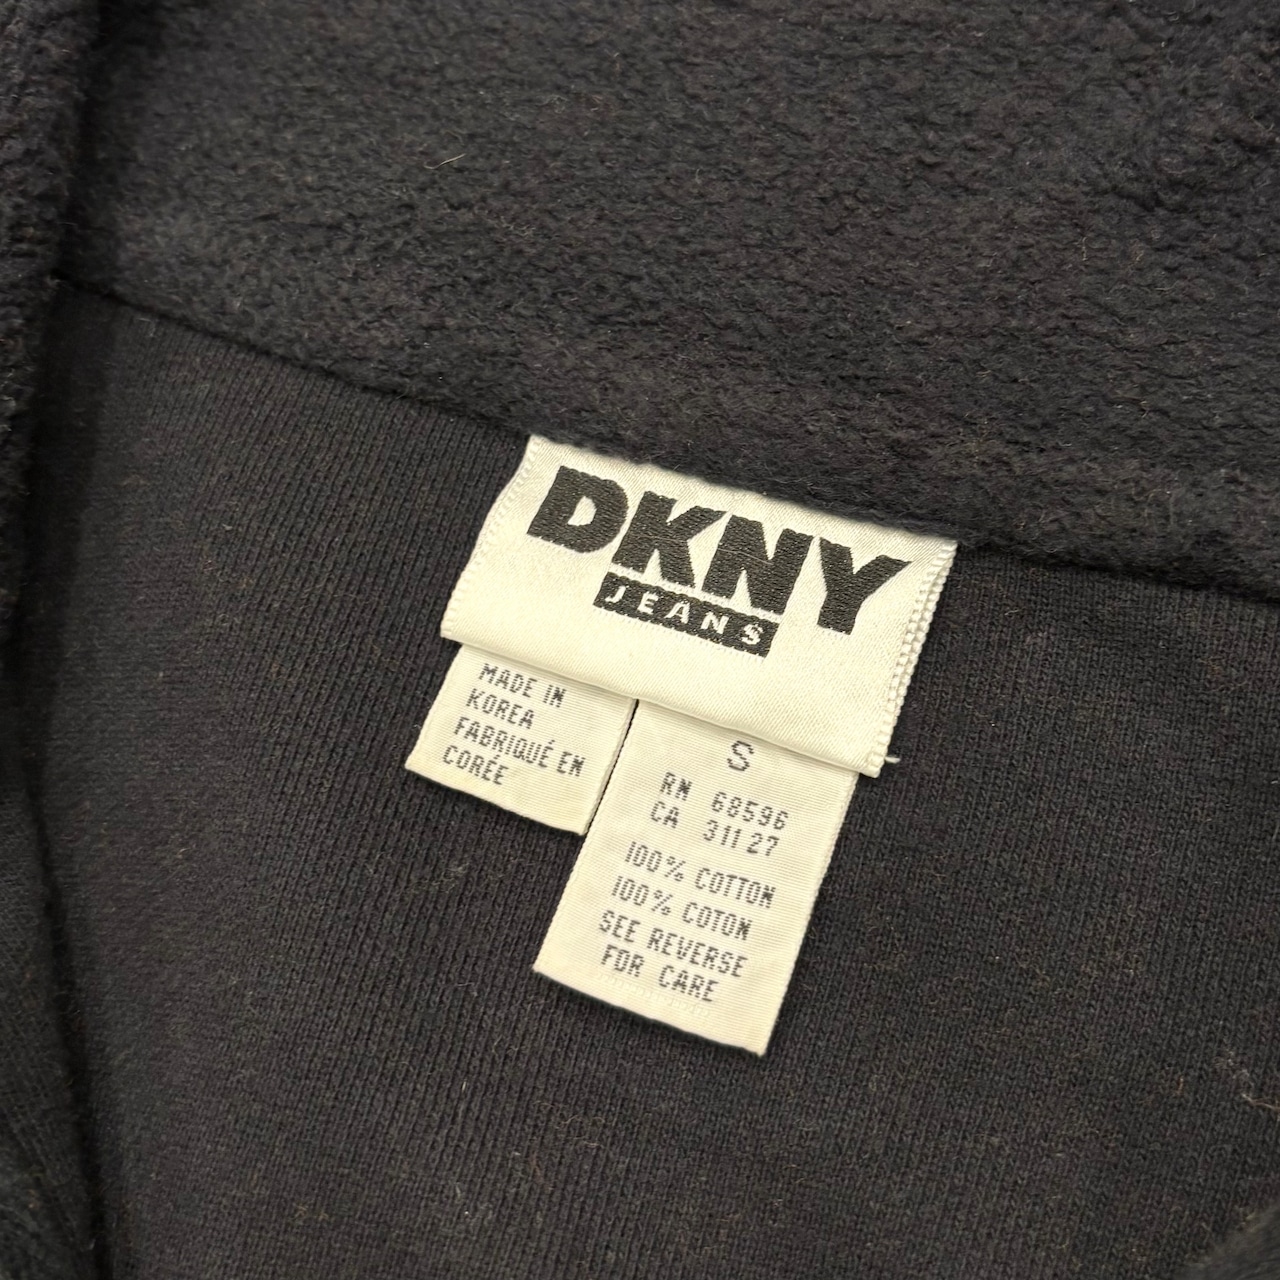 DKNY
JEANS
MADE IN
KOREA
FABRIQUÉ EN
CORÉE
S
RN 68596
CA 31127
100% COTTON
100% COTON
SEE REVERSE
FOR CARE